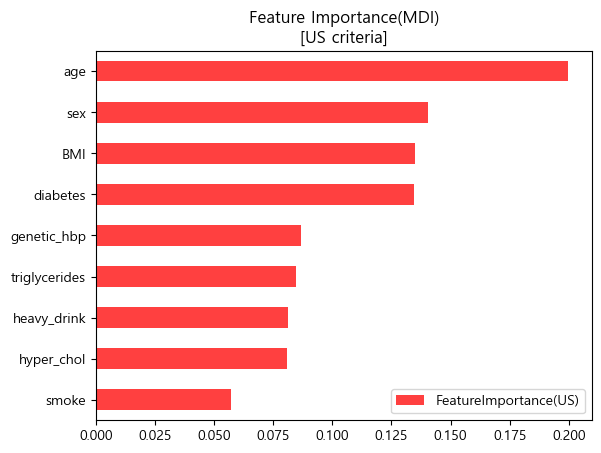 Feature Importance(MDI)
[US criteria]
age
sex
BMI
diabetes
genetic_hbp
triglycerides
heavy_drink
hyper_chol
smoke
FeatureImportance(US)
0.000 0.025 0.050 0.075 0.100 0.125 0.150 0.175 0.200